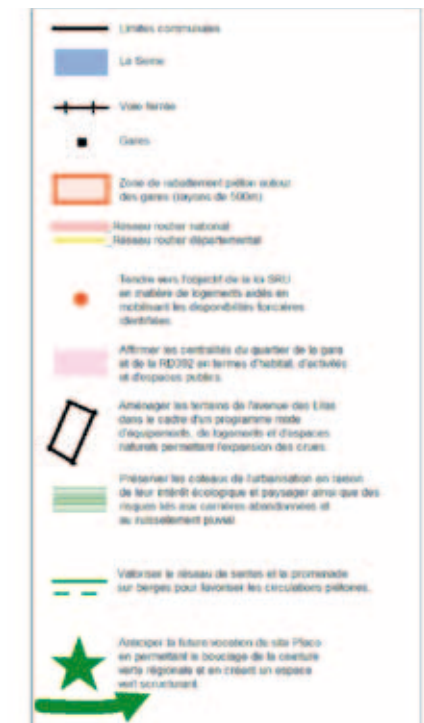 Limites communales
La Seine
Voie ferrée
Gares
Zone de rabattement piéton autour
des gares (rayons de 500m)
Réseau routier national
Réseau routier départemental
Tendre vers l'objectif de la loi SRU
en matière de logements aidés en
mobilisant les disponibilités foncières
identifiées.
Affirmer les centralités du quartier de la gare
et de la RD392 en termes d'habitat, d'activités
et d'espaces publics.
Aménager les terrains de l'avenue des Lilas
dans le cadre d'un programme mixte
d'équipements, de logements et d'espaces
naturels permettant l'expansion des crues.
Préserver les coteaux de l'urbanisation en raison
de leur intérêt écologique et paysager ainsi que des
risques liés aux carrières abandonnées et
au ruissellement pluvial
Valoriser le réseau de sentes et la promenade
sur berges pour favoriser les circulations piétonnes.
Anticiper la future vocation du site Placo
en permettant le bouclage de la ceinture
verte régionale et en créant un espace
vert structurant.